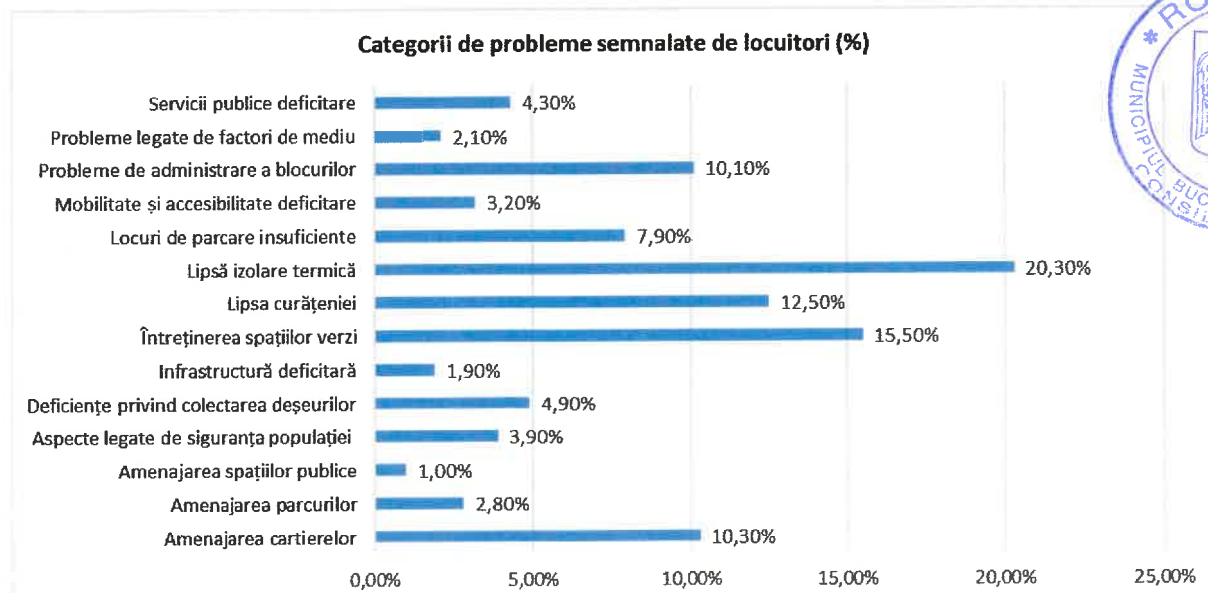 Categorii de probleme semnalate de locuitori (%)
Servicii publice deficitare 4,30%
Probleme legate de factori de mediu 2,10%
Probleme de administrare a blocurilor 10,10%
Mobilitate și accesibilitate deficitare 3,20%
Locuri de parcare insuficiente 7,90%
Lipsă izolare termică 20,30%
Lipsa curățeniei 12,50%
Întreținerea spațiilor verzi 15,50%
Infrastructură deficitară 1,90%
Deficiențe privind colectarea deșeurilor 4,90%
Aspecte legate de siguranța populației 3,90%
Amenajarea spațiilor publice 1,00%
Amenajarea parcurilor 2,80%
Amenajarea cartierelor 10,30%
0,00% 5,00% 10,00% 15,00% 20,00% 25,00%
* RO
MUNICIPIUL BUC
CONSIL